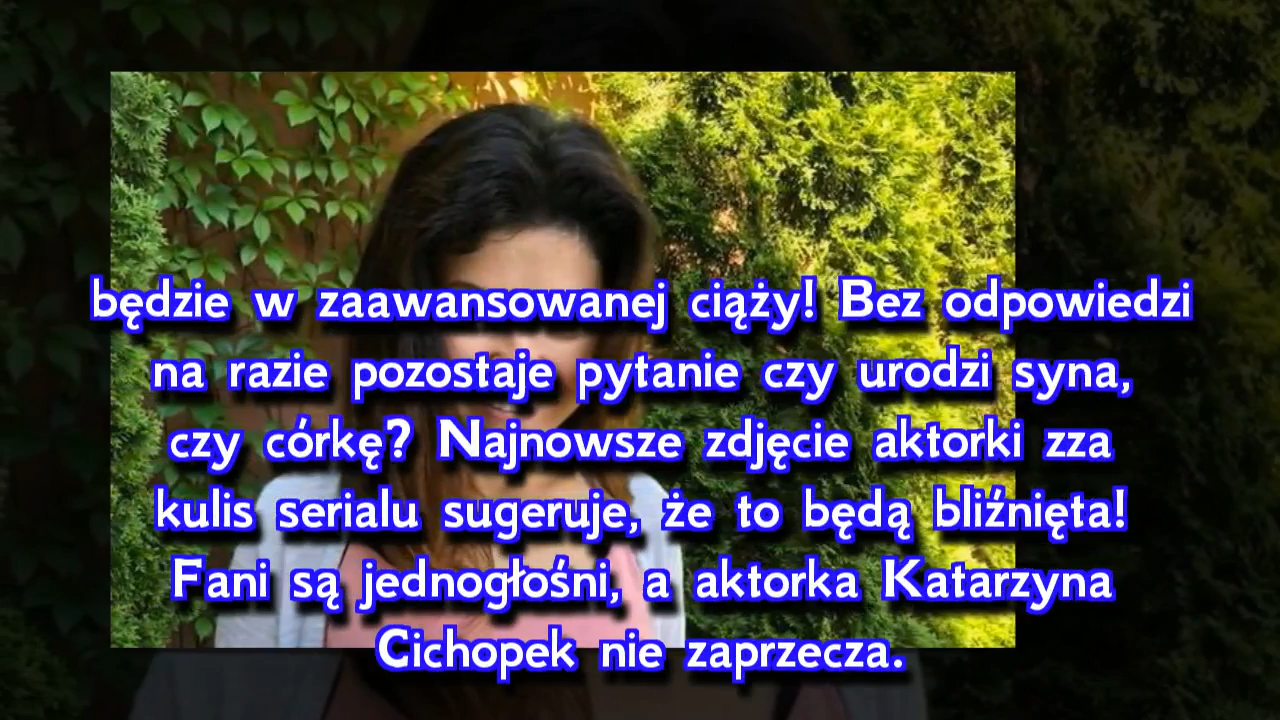 będzie w zaawansowanej ciąży! Bez odpowiedzi
na razie pozostaje pytanie czy urodzi syna,
czy córkę? Najnowsze zdjęcie aktorki zza
kulis serialu sugeruje, że to będą bliźnięta!
Fani są jednogłośni, a aktorka Katarzyna
Cichopek nie zaprzecza.